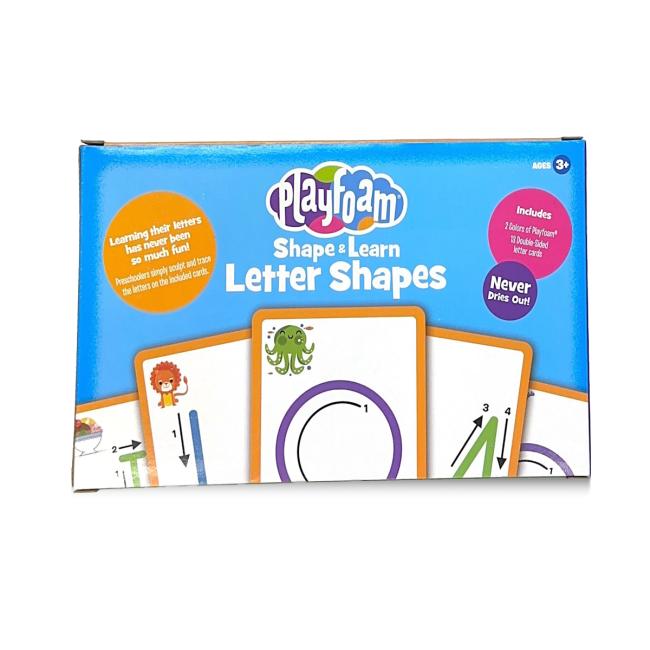 AGES 3+
Playfoam®
Shape & Learn
Letter Shapes
Learning their letters
has never been
so much fun!
Preschoolers simply sculpt and trace
the letters on the included cards.
Includes
2 Colors of Playfoam®
13 Double-Sided
letter cards
Never
Dries Out!
2
1
1
1
3
4
1